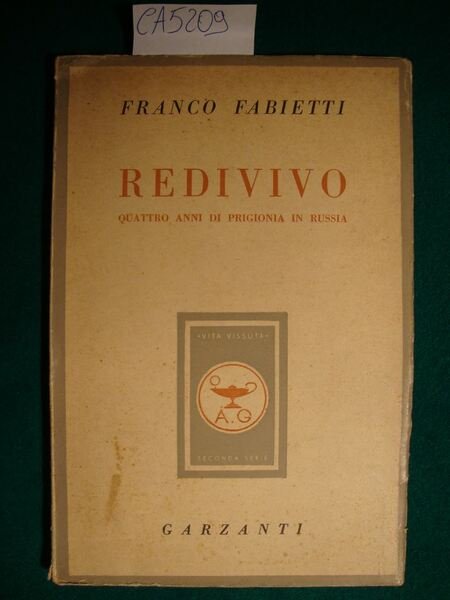 CA5209
FRANCO FABIETTI
REDIVIVO
QUATTRO ANNI DI PRIGIONIA IN RUSSIA
«VITA VISSUTA»
A.G
SECONDA SERIE
GARZANTI